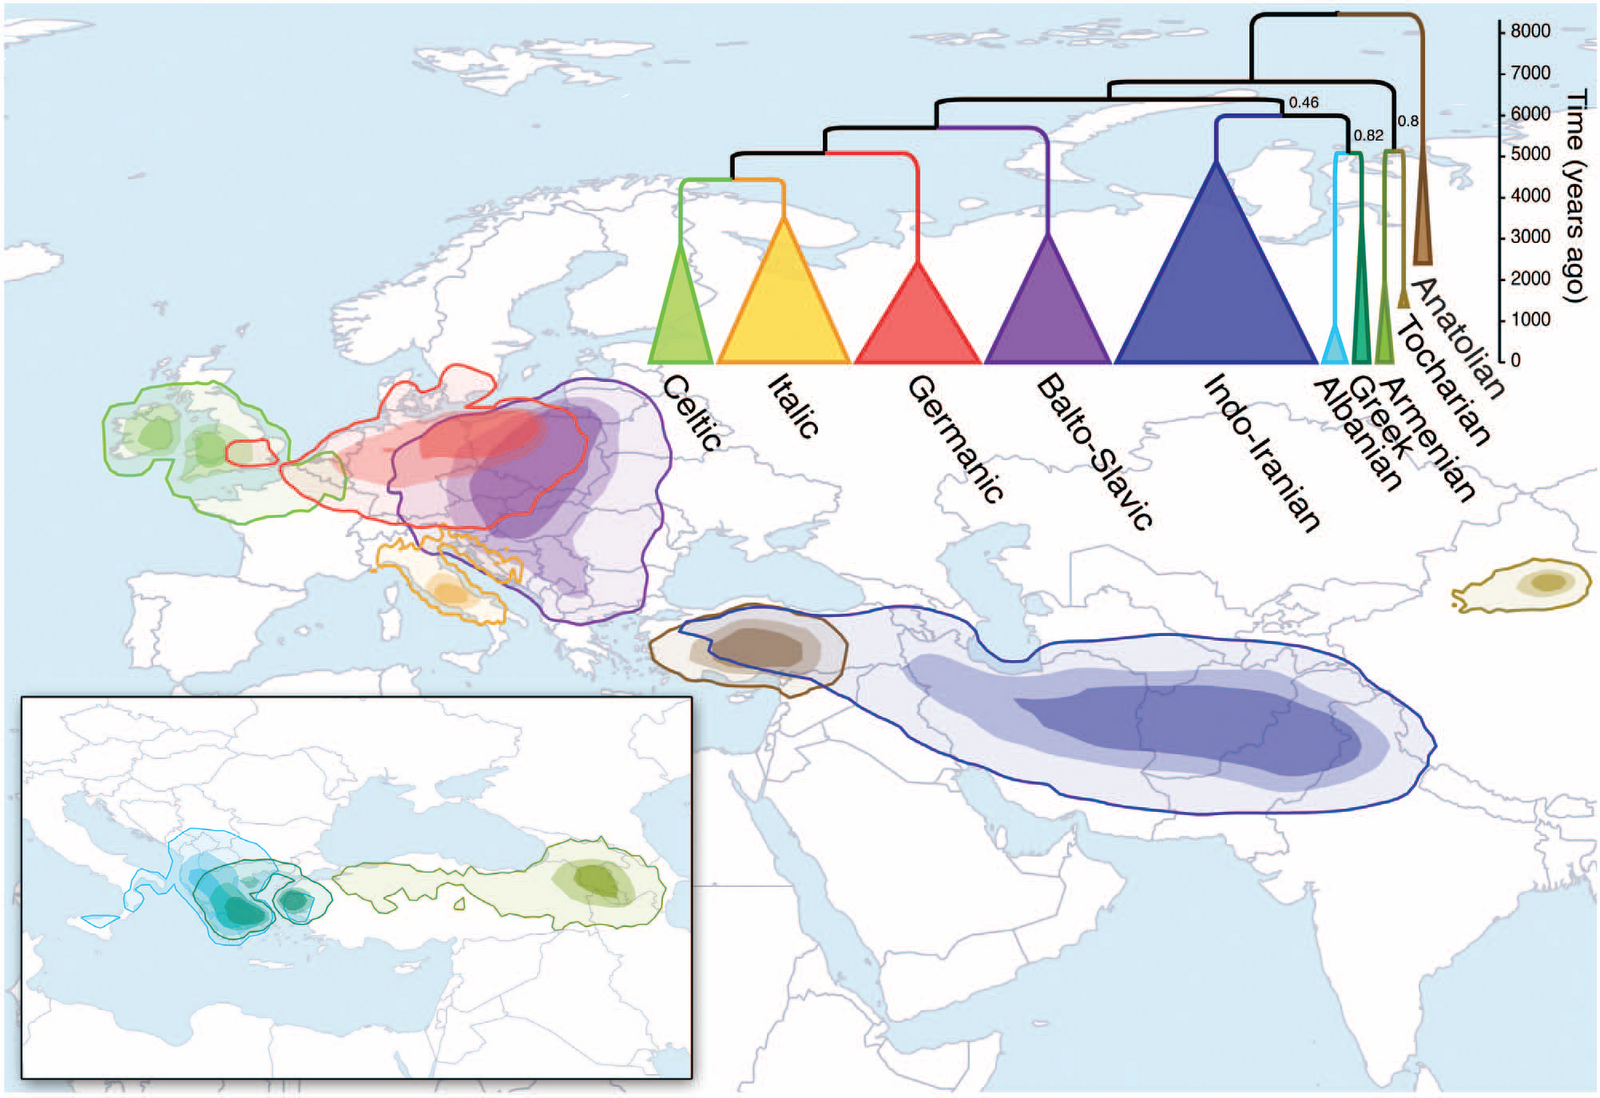 8000
7000
6000
5000
4000
3000
2000
1000
0
Time (years ago)
0.46
0.82
0.8
Celtic
Italic
Germanic
Balto-Slavic
Indo-Iranian
Albanian
Greek
Armenian
Tocharian
Anatolian